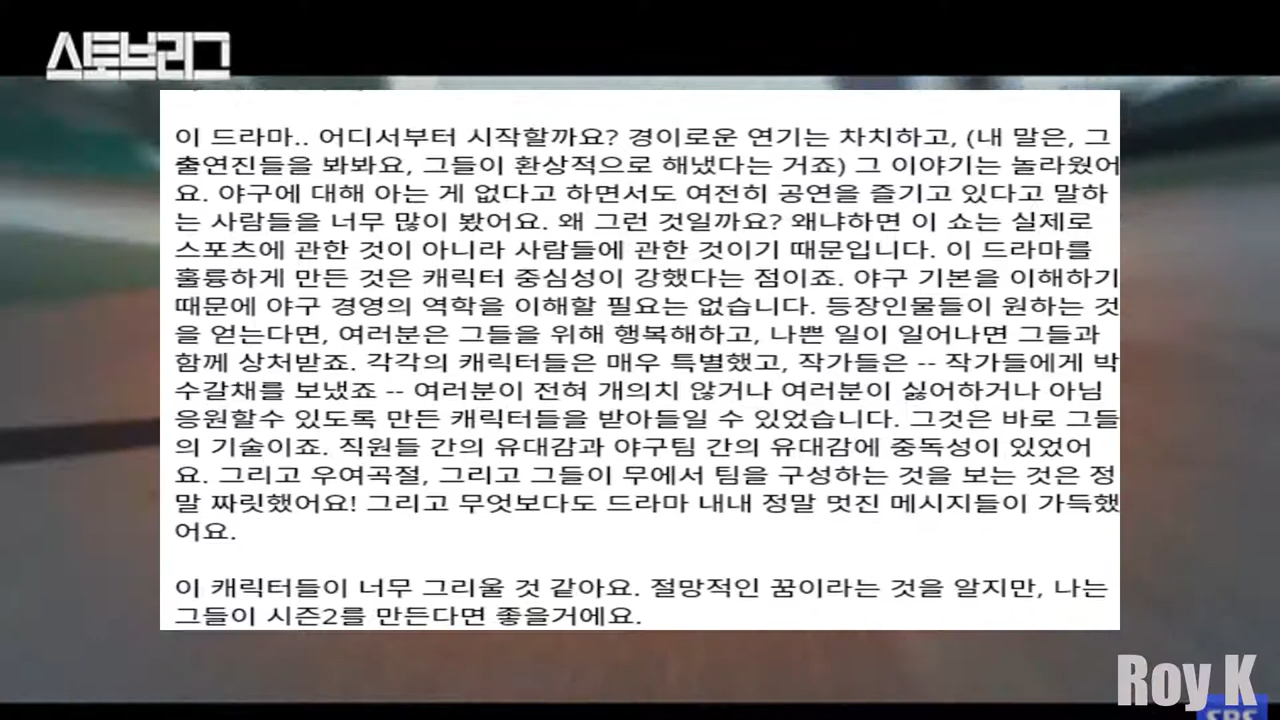 스토브리그
이 드라마.. 어디서부터 시작할까요? 경이로운 연기는 차치하고, (내 말은, 그
출연진들을 봐봐요, 그들이 환상적으로 해냈다는 거죠) 그 이야기는 놀라웠어
요. 야구에 대해 아는 게 없다고 하면서도 여전히 공연을 즐기고 있다고 말하
는 사람들을 너무 많이 봤어요. 왜 그런 것일까요? 왜냐하면 이 쇼는 실제로
스포츠에 관한 것이 아니라 사람들에 관한 것이기 때문입니다. 이 드라마를
훌륭하게 만든 것은 캐릭터 중심성이 강했다는 점이죠. 야구 기본을 이해하기
때문에 야구 경영의 역학을 이해할 필요는 없습니다. 등장인물들이 원하는 것
을 얻는다면, 여러분은 그들을 위해 행복해하고, 나쁜 일이 일어나면 그들과
함께 상처받죠. 각각의 캐릭터들은 매우 특별했고, 작가들은 -- 작가들에게 박
수갈채를 보냈죠 -- 여러분이 전혀 개의치 않거나 여러분이 싫어하거나 아님
응원할수 있도록 만든 캐릭터들을 받아들일 수 있었습니다. 그것은 바로 그들
의 기술이죠. 직원들 간의 유대감과 야구팀 간의 유대감에 중독성이 있었어
요. 그리고 우여곡절, 그리고 그들이 무에서 팀을 구성하는 것을 보는 것은 정
말 짜릿했어요! 그리고 무엇보다도 드라마 내내 정말 멋진 메시지들이 가득했
어요.
이 캐릭터들이 너무 그리울 것 같아요. 절망적인 꿈이라는 것을 알지만, 나는
그들이 시즌2를 만든다면 좋을거에요.
Roy K
SBS